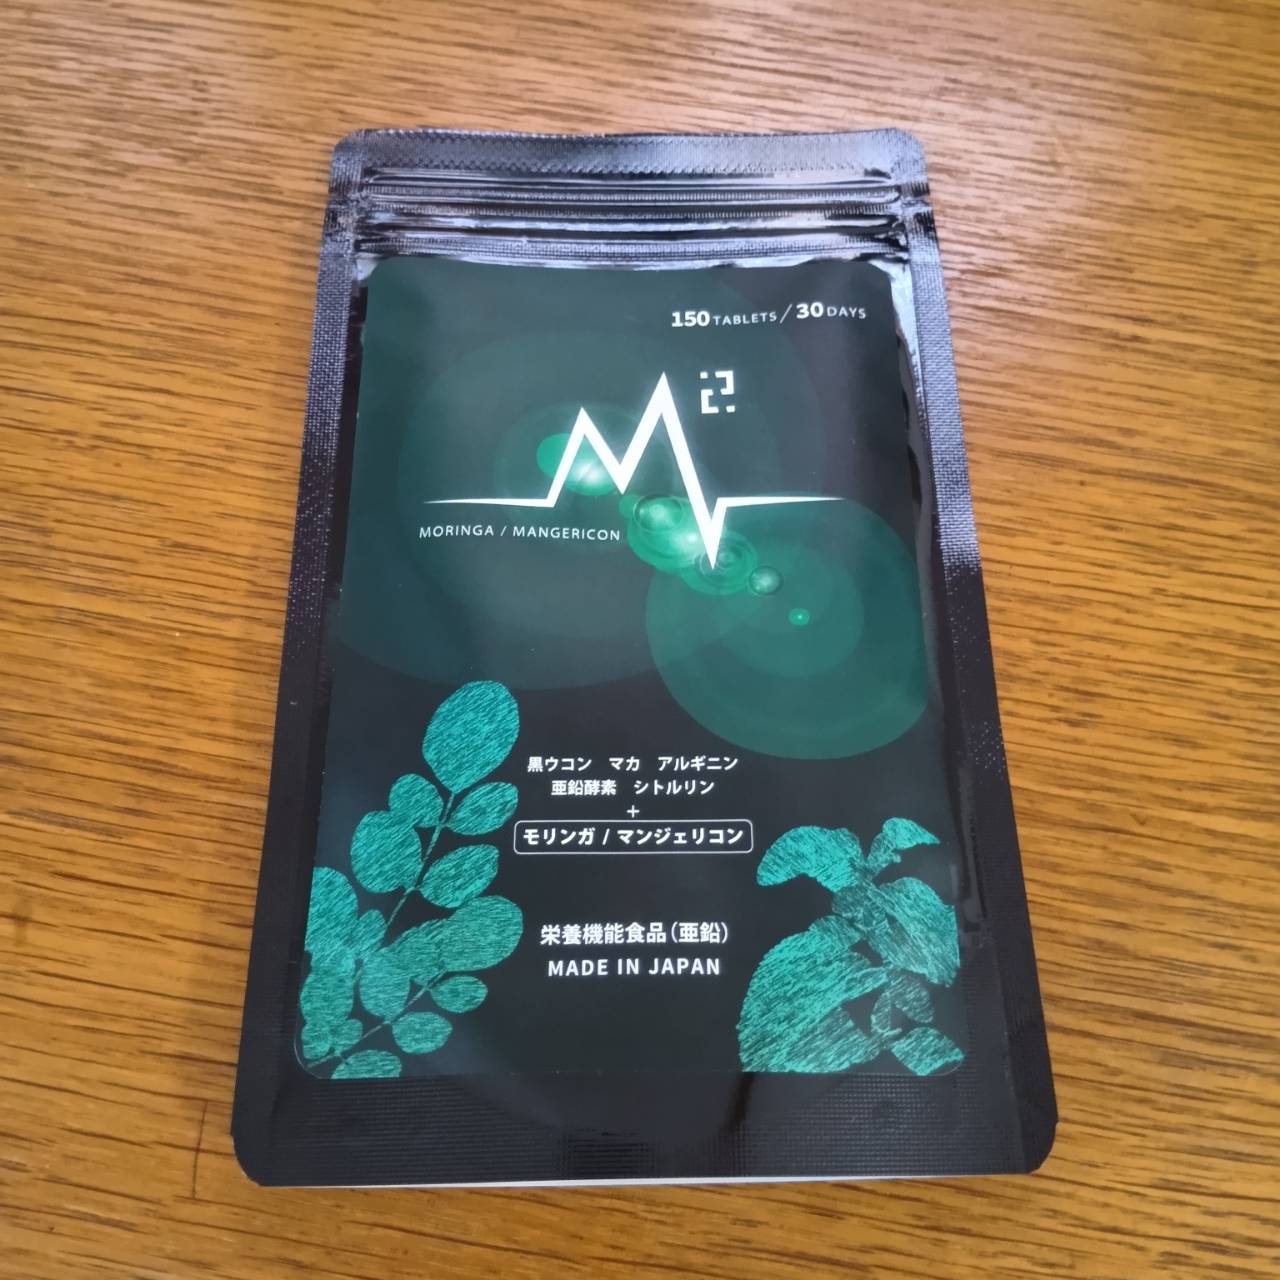 150 TABLETS / 30 DAYS
M2
MORINGA / MANGERICON
黒ウコン マカ アルギニン
亜鉛酵素 シトルリン
+
モリンガ / マンジェリコン
栄養機能食品(亜鉛)
MADE IN JAPAN